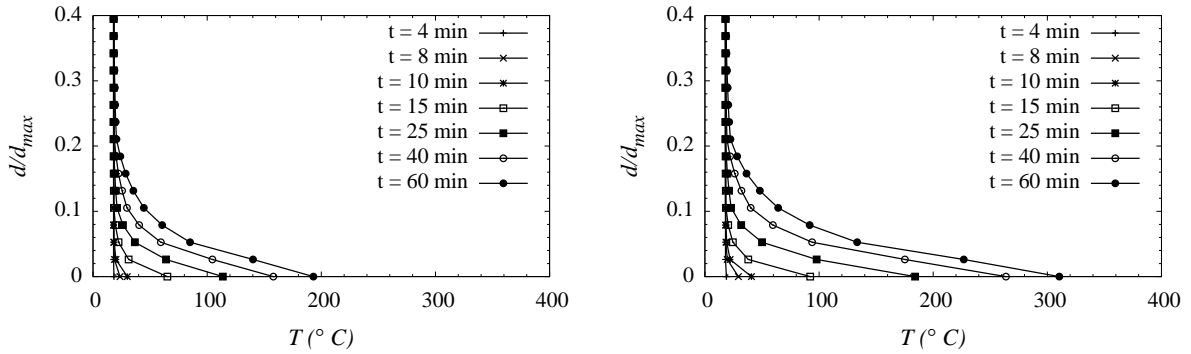 0.4
0.3
0.2
0.1
0
d/d_max
0 100 200 300 400
T (° C)
t = 4 min
t = 8 min
t = 10 min
t = 15 min
t = 25 min
t = 40 min
t = 60 min
0.4
0.3
0.2
0.1
0
d/d_max
0 100 200 300 400
T (° C)
t = 4 min
t = 8 min
t = 10 min
t = 15 min
t = 25 min
t = 40 min
t = 60 min